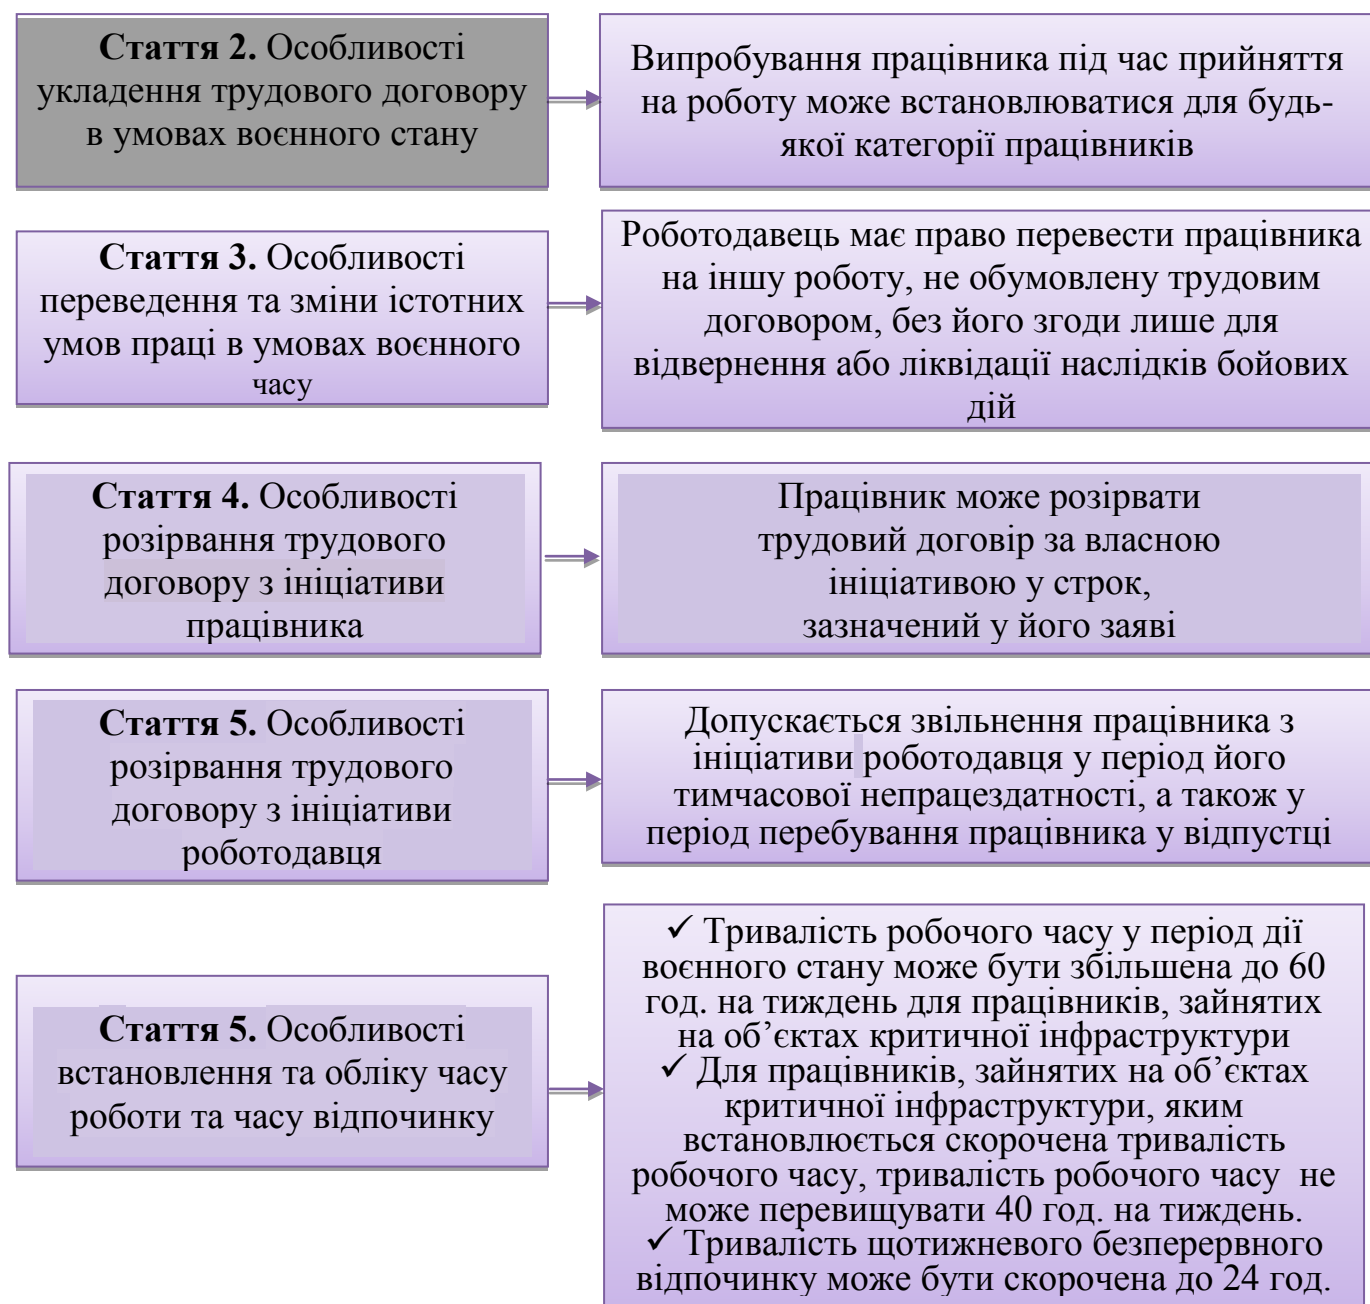 Стаття 2. Особливості
укладення трудового договору
в умовах воєнного стану
Випробування працівника під час прийняття
на роботу може встановлюватися для будь-
якої категорії працівників
Стаття 3. Особливості
переведення та зміни істотних
умов праці в умовах воєнного
часу
Роботодавець має право перевести працівника
на іншу роботу, не обумовлену трудовим
договором, без його згоди лише для
відвернення або ліквідації наслідків бойових
дій
Стаття 4. Особливості
розірвання трудового
договору з ініціативи
працівника
Працівник може розірвати
трудовий договір за власною
ініціативою у строк,
зазначений у його заяві
Стаття 5. Особливості
розірвання трудового
договору з ініціативи
роботодавця
Допускається звільнення працівника з
ініціативи роботодавця у період його
тимчасової непрацездатності, а також у
період перебування працівника у відпустці
Стаття 5. Особливості
встановлення та обліку часу
роботи та часу відпочинку
✓ Тривалість робочого часу у період дії
воєнного стану може бути збільшена до 60
год. на тиждень для працівників, зайнятих
на об’єктах критичної інфраструктури
✓ Для працівників, зайнятих на об’єктах
критичної інфраструктури, яким
встановлюється скорочена тривалість
робочого часу, тривалість робочого часу не
може перевищувати 40 год. на тиждень.
✓ Тривалість щотижневого безперервного
відпочинку може бути скорочена до 24 год.